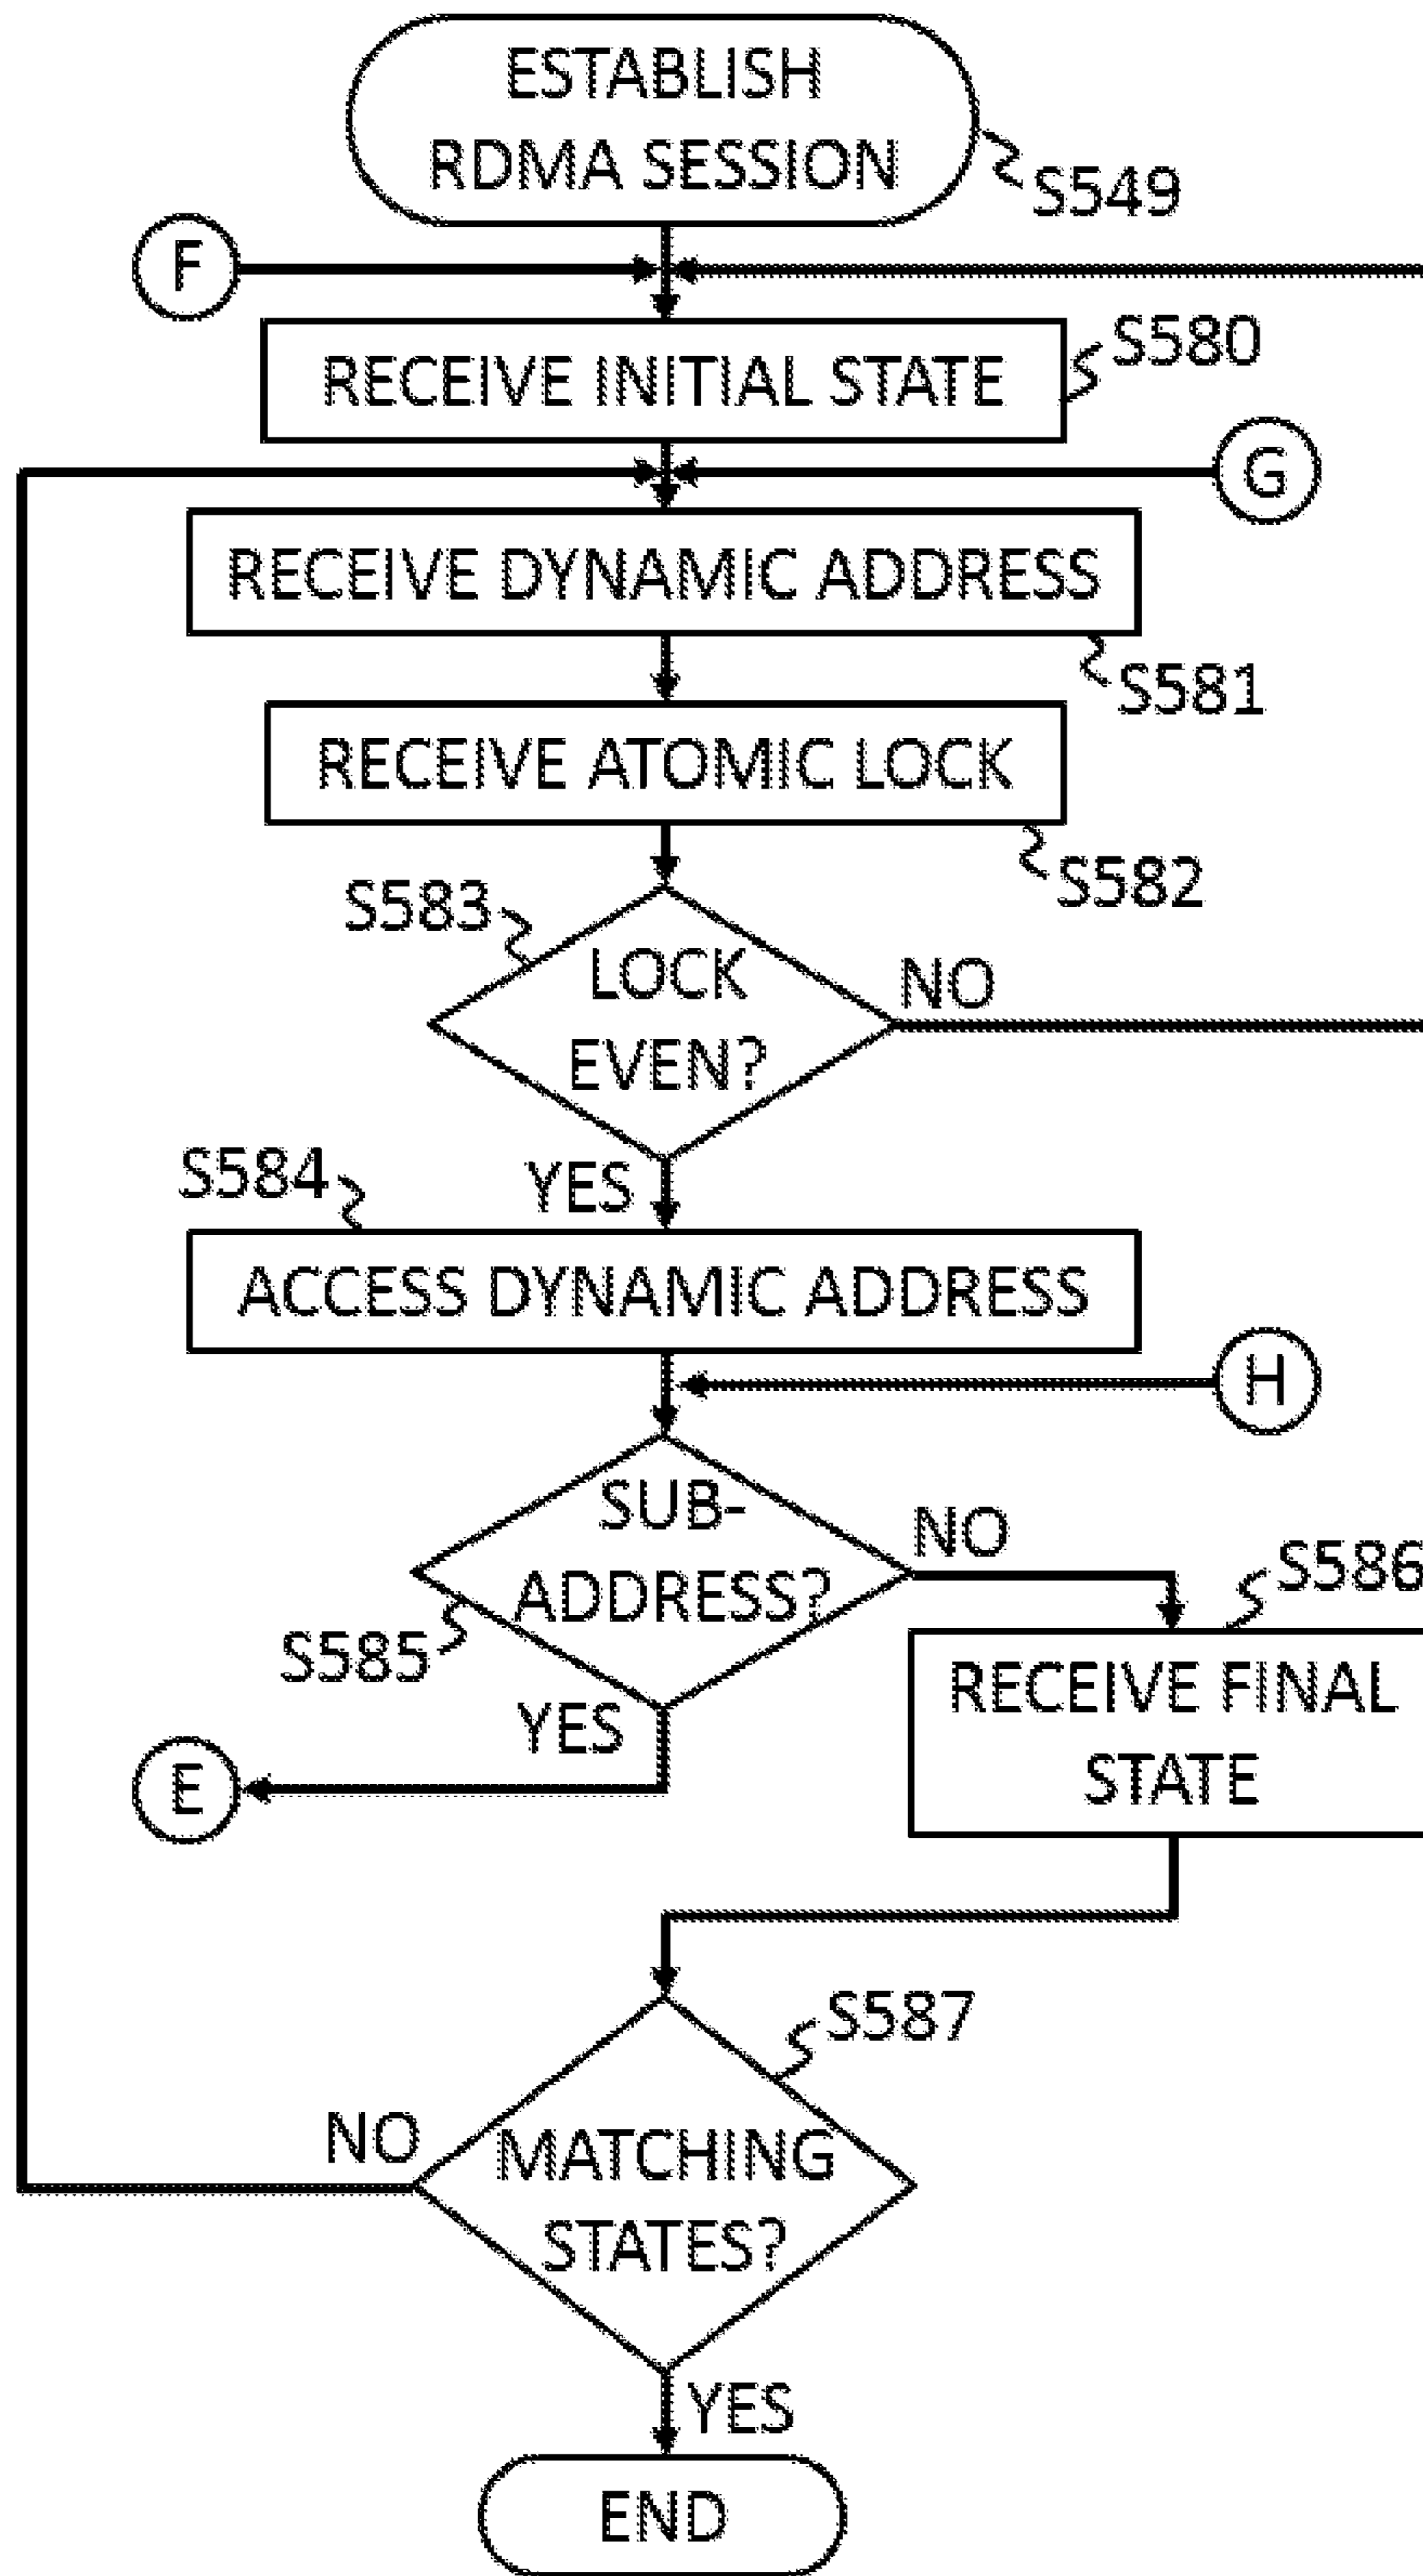 ESTABLISH
RDMA SESSION
S549
F
RECEIVE INITIAL STATE
S580
G
RECEIVE DYNAMIC ADDRESS
S581
RECEIVE ATOMIC LOCK
S582
S583
LOCK
EVEN?
NO
YES
S584
ACCESS DYNAMIC ADDRESS
H
SUB-
ADDRESS?
NO
S585
YES
S586
RECEIVE FINAL
STATE
E
S587
MATCHING
STATES?
NO
YES
END